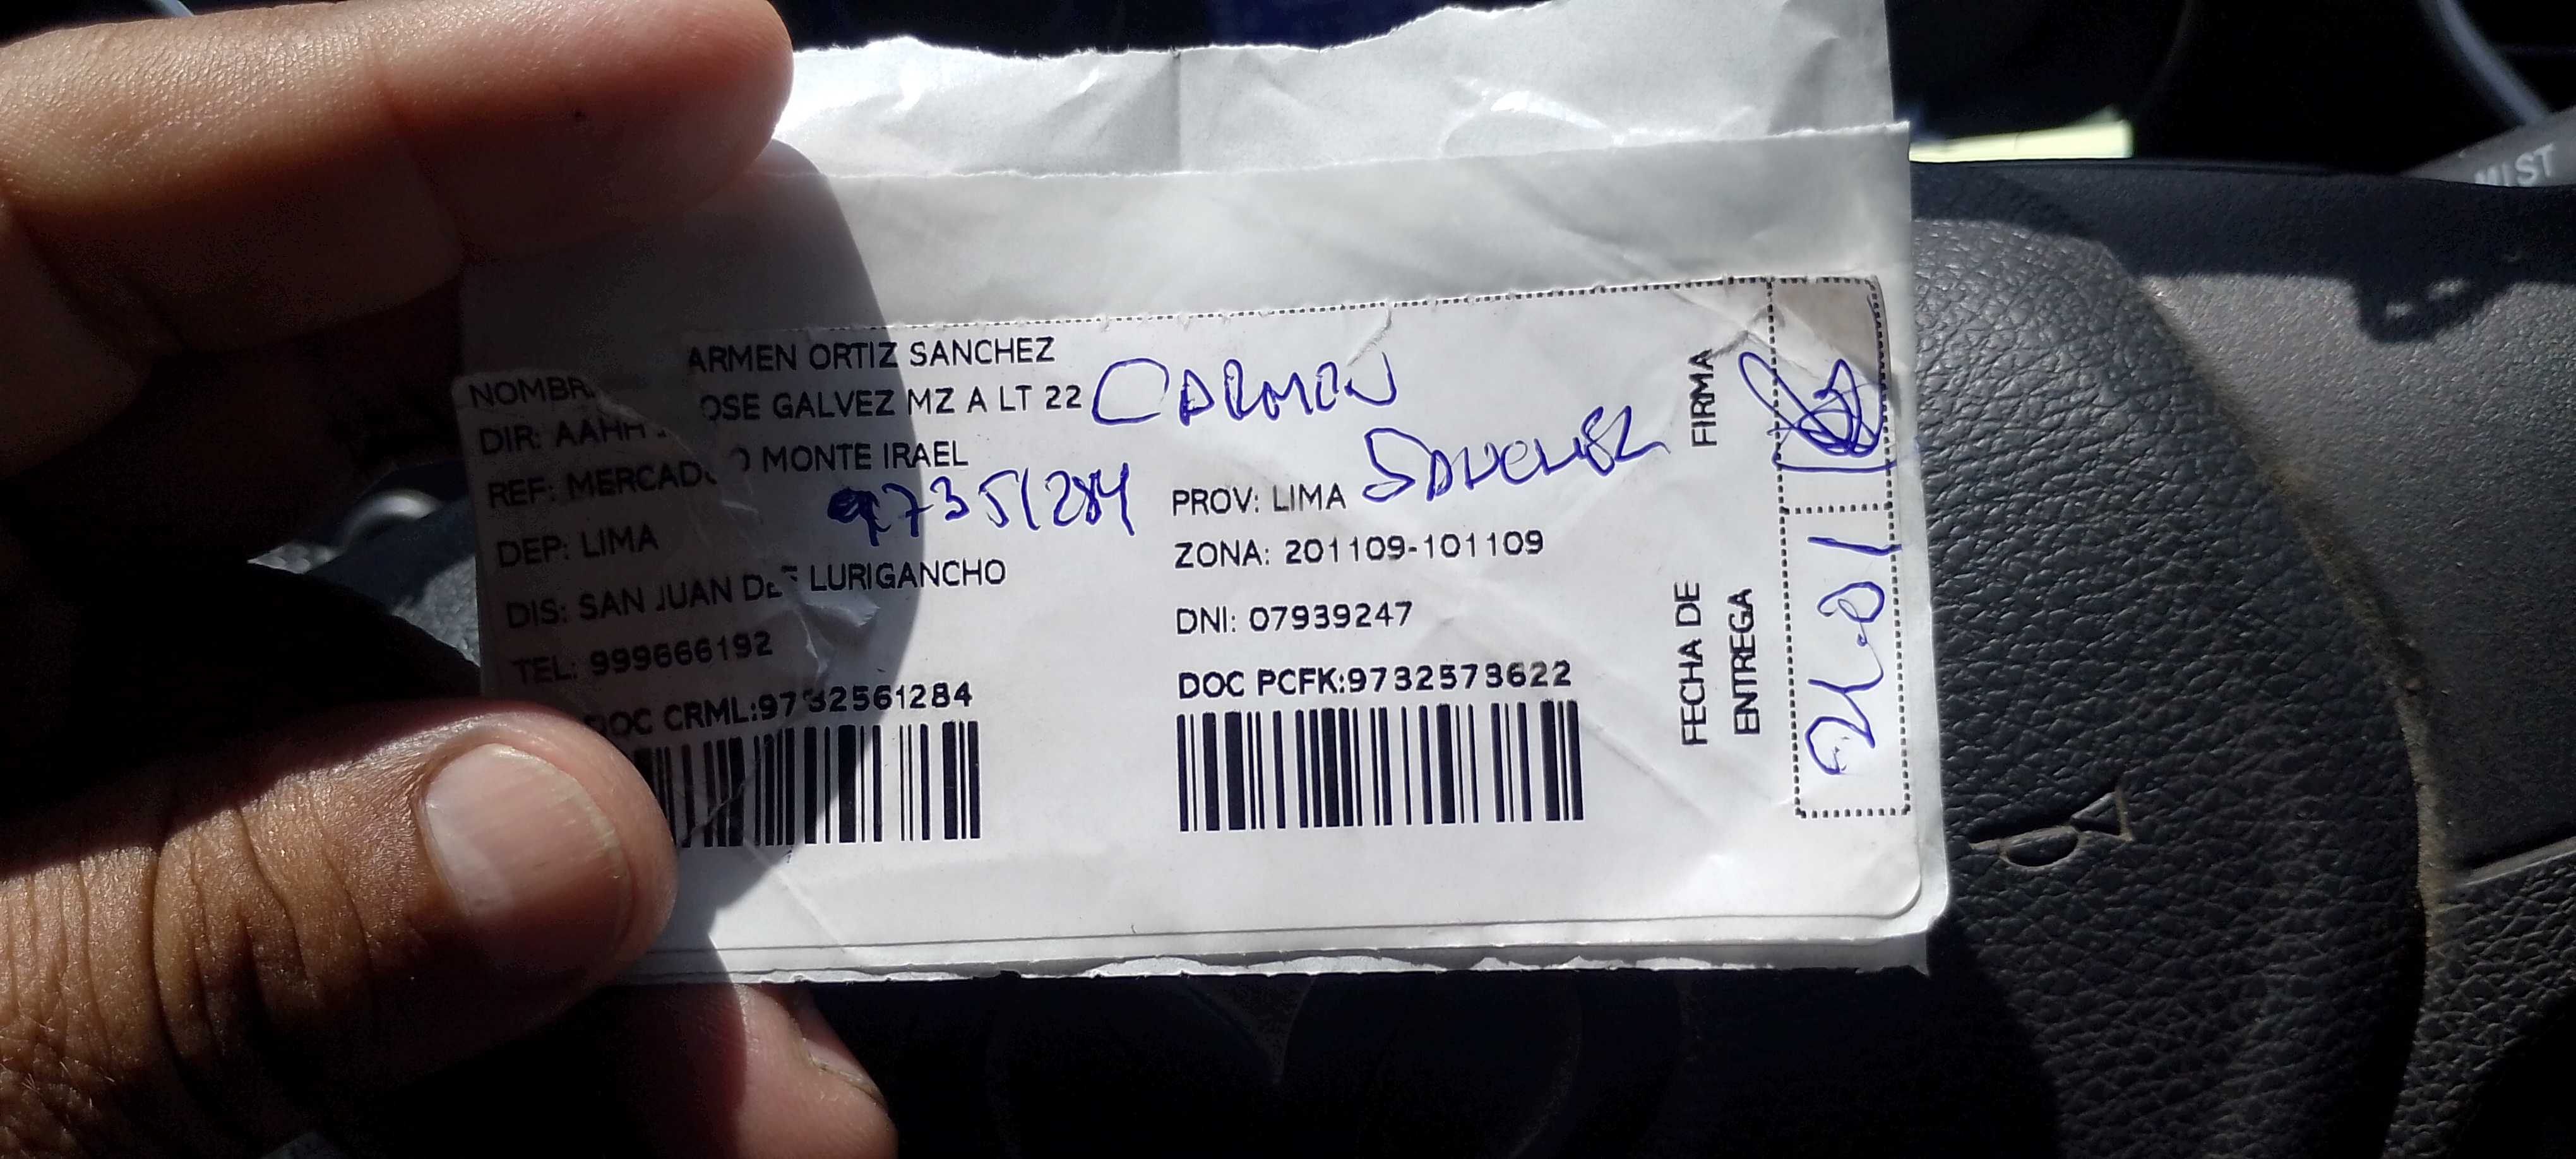 NOMBR ARMEN ORTIZ SANCHEZ
DIR: AAHH OSE GALVEZ MZ A LT 22
CARMEN
REF: MERCADO MONTE IRAEL
SANCHEZ
DEP: LIMA
97351284
PROV: LIMA
ZONA: 201109-101109
DIS: SAN JUAN DE LURIGANCHO
DNI: 07939247
TEL: 999666192
DOC CRML:9732561284
DOC PCFK:9732573622
FIRMA
FECHA DE
ENTREGA
MIST